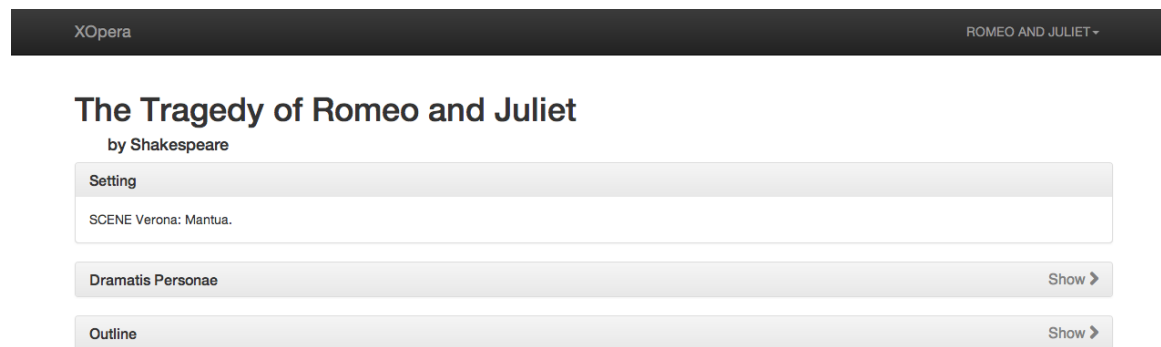 XOpera ROMEO AND JULIET
The Tragedy of Romeo and Juliet
by Shakespeare
Setting
SCENE Verona: Mantua.
Dramatis Personae Show
Outline Show